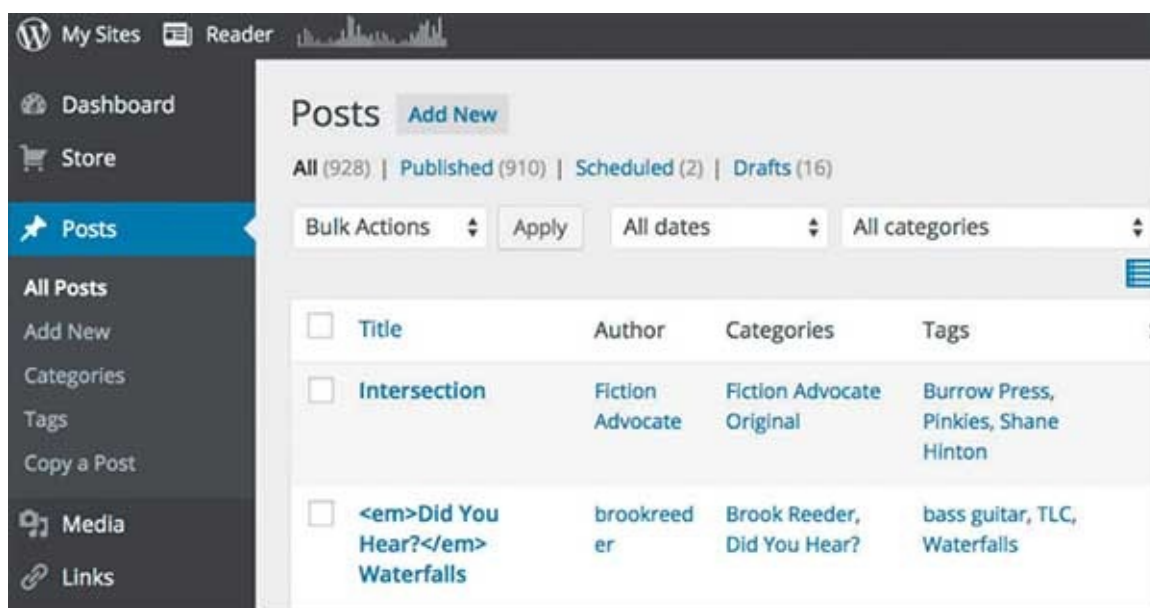 My Sites Reader
Dashboard
Store
Posts
All Posts
Add New
Categories
Tags
Copy a Post
Media
Links
Posts Add New
All (928) | Published (910) | Scheduled (2) | Drafts (16)
Bulk Actions Apply All dates All categories
Title Author Categories Tags
Intersection
Fiction
Advocate
Fiction Advocate
Original
Burrow Press,
Pinkies, Shane
Hinton
<em>Did You
Hear?</em>
Waterfalls
brookreed
er
Brook Reeder,
Did You Hear?
bass guitar, TLC,
Waterfalls